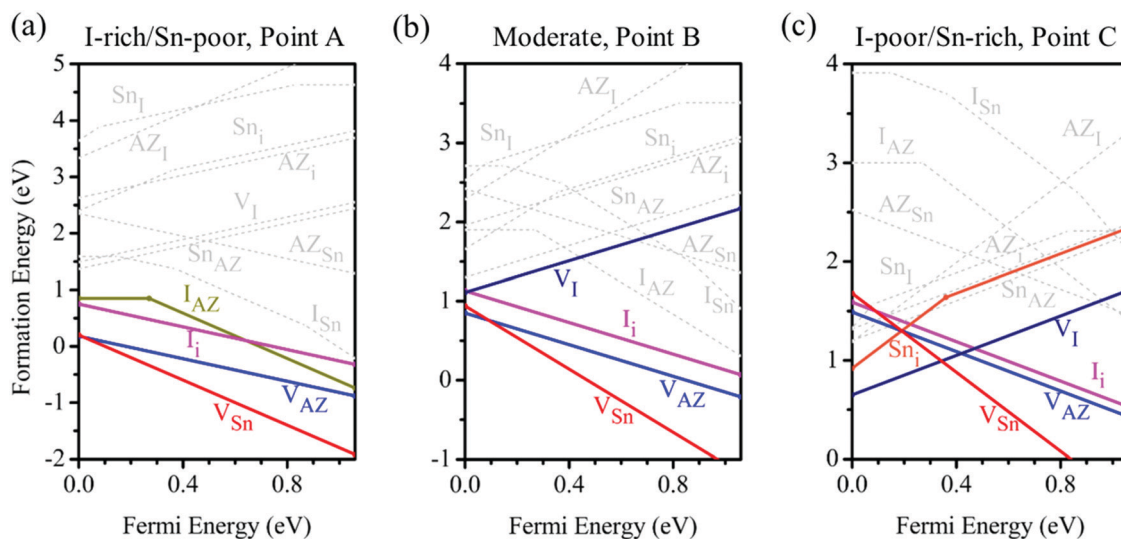 (a) I-rich/Sn-poor, Point A
Formation Energy (eV)
5
4
3
2
1
0
-1
-2
Sn_I
AZ_I
Sn_i
AZ_i
V_I
AZ_Sn
Sn_AZ
I_AZ
I_Sn
I_i
V_AZ
V_Sn
0.0 0.4 0.8
Fermi Energy (eV)
(b) Moderate, Point B
4
3
2
1
0
-1
AZ_I
Sn_I
Sn_i
AZ_i
Sn_AZ
AZ_Sn
V_I
I_AZ
I_Sn
I_i
V_AZ
V_Sn
0.0 0.4 0.8
Fermi Energy (eV)
(c) I-poor/Sn-rich, Point C
4
3
2
1
0
I_Sn
I_AZ
AZ_I
AZ_Sn
AZ_i
Sn_I
Sn_AZ
V_I
Sn_i
I_i
V_AZ
V_Sn
0.0 0.4 0.8
Fermi Energy (eV)